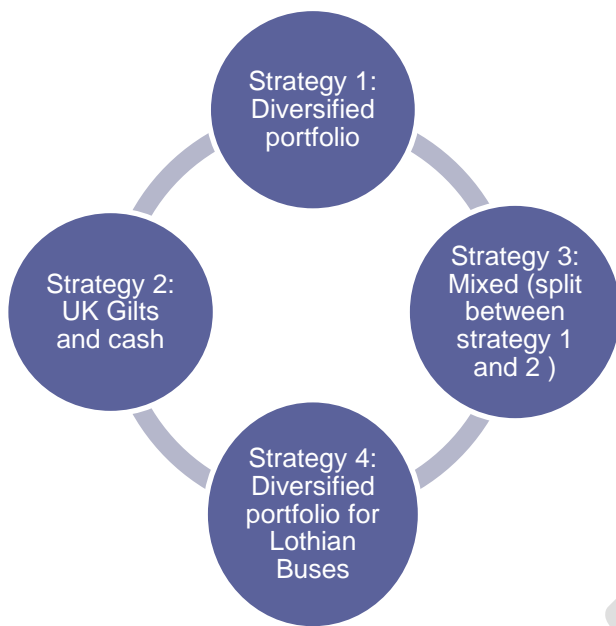 Strategy 1:
Diversified
portfolio
Strategy 3:
Mixed (split
between
strategy 1
and 2 )
Strategy 4:
Diversified
portfolio for
Lothian
Buses
Strategy 2:
UK Gilts
and cash